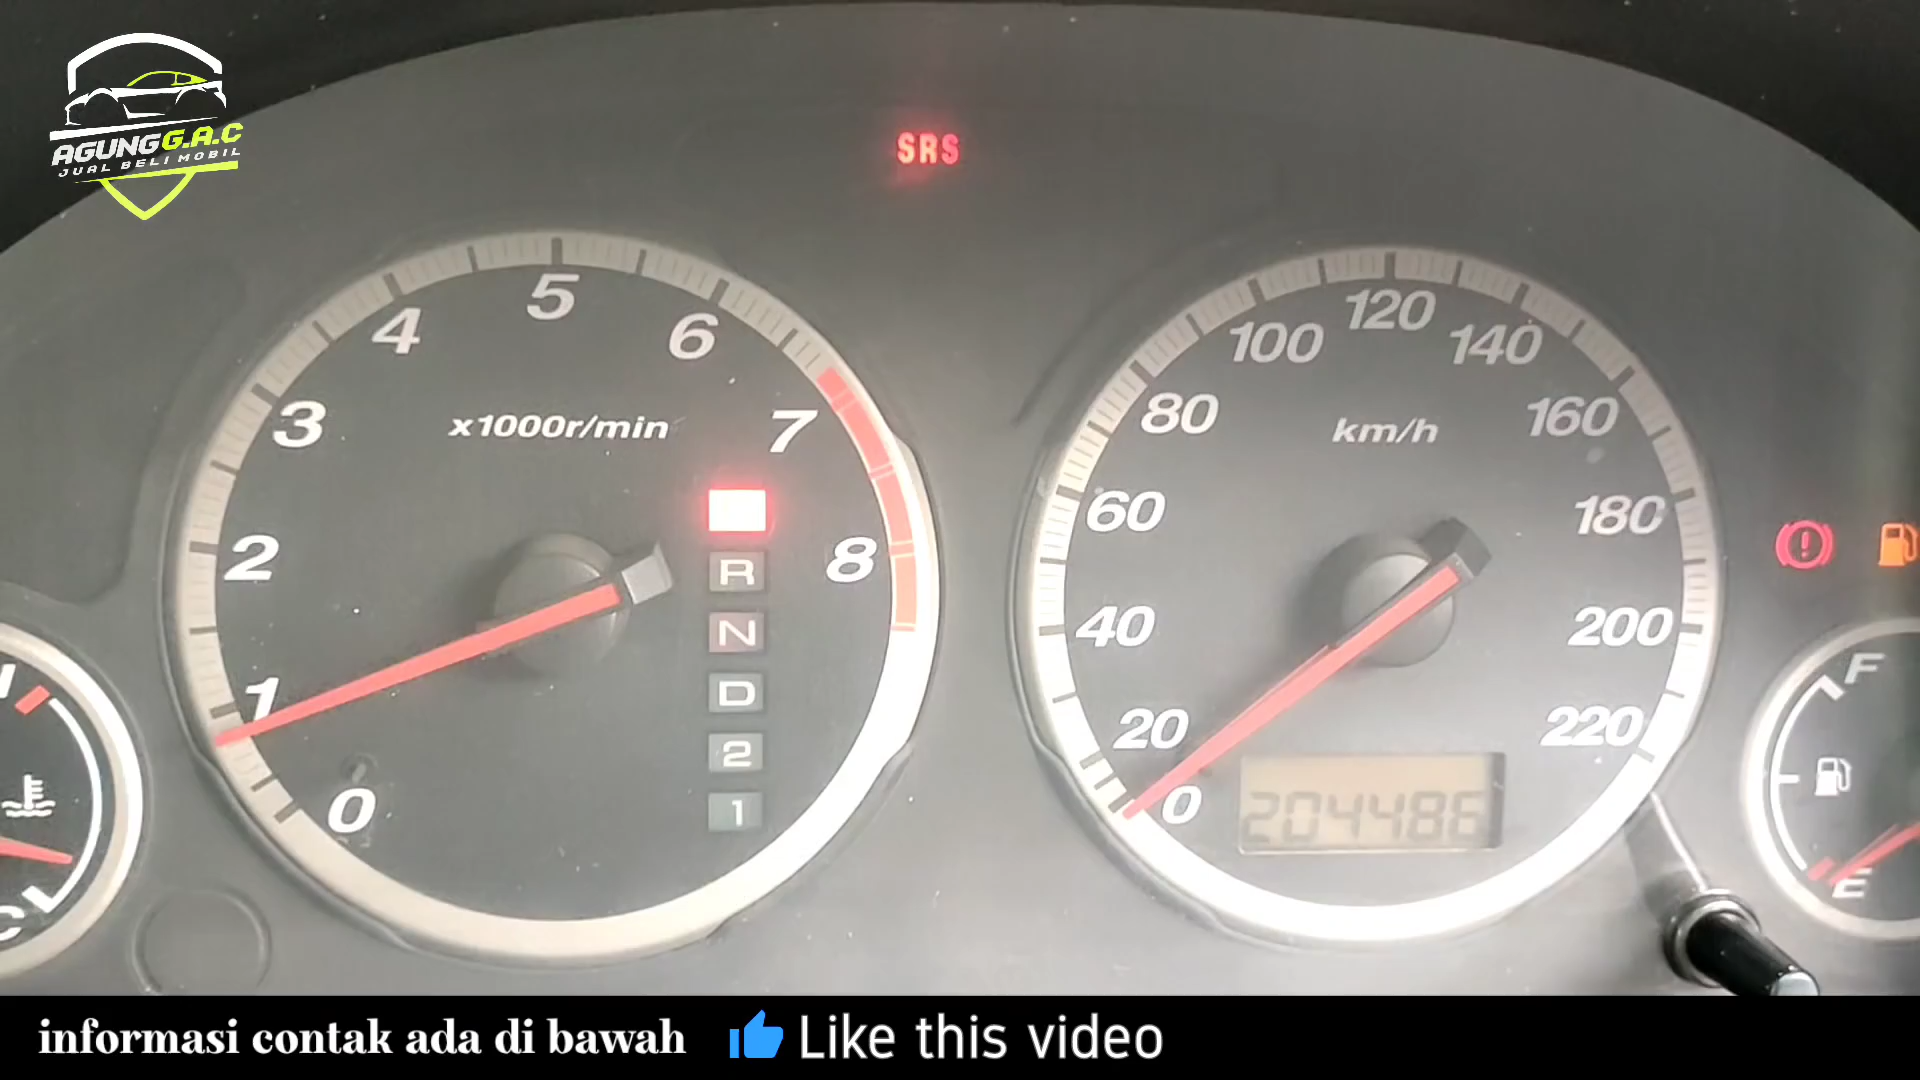 AGUNG G.A.C
JUAL BELI MOBIL
SRS
0
1
2
3
4
5
6
7
8
x1000r/min
R
N
D
2
1
0
20
40
60
80
100
120
140
160
180
200
220
km/h
204486
C
F
E
informasi contak ada di bawah
Like this video